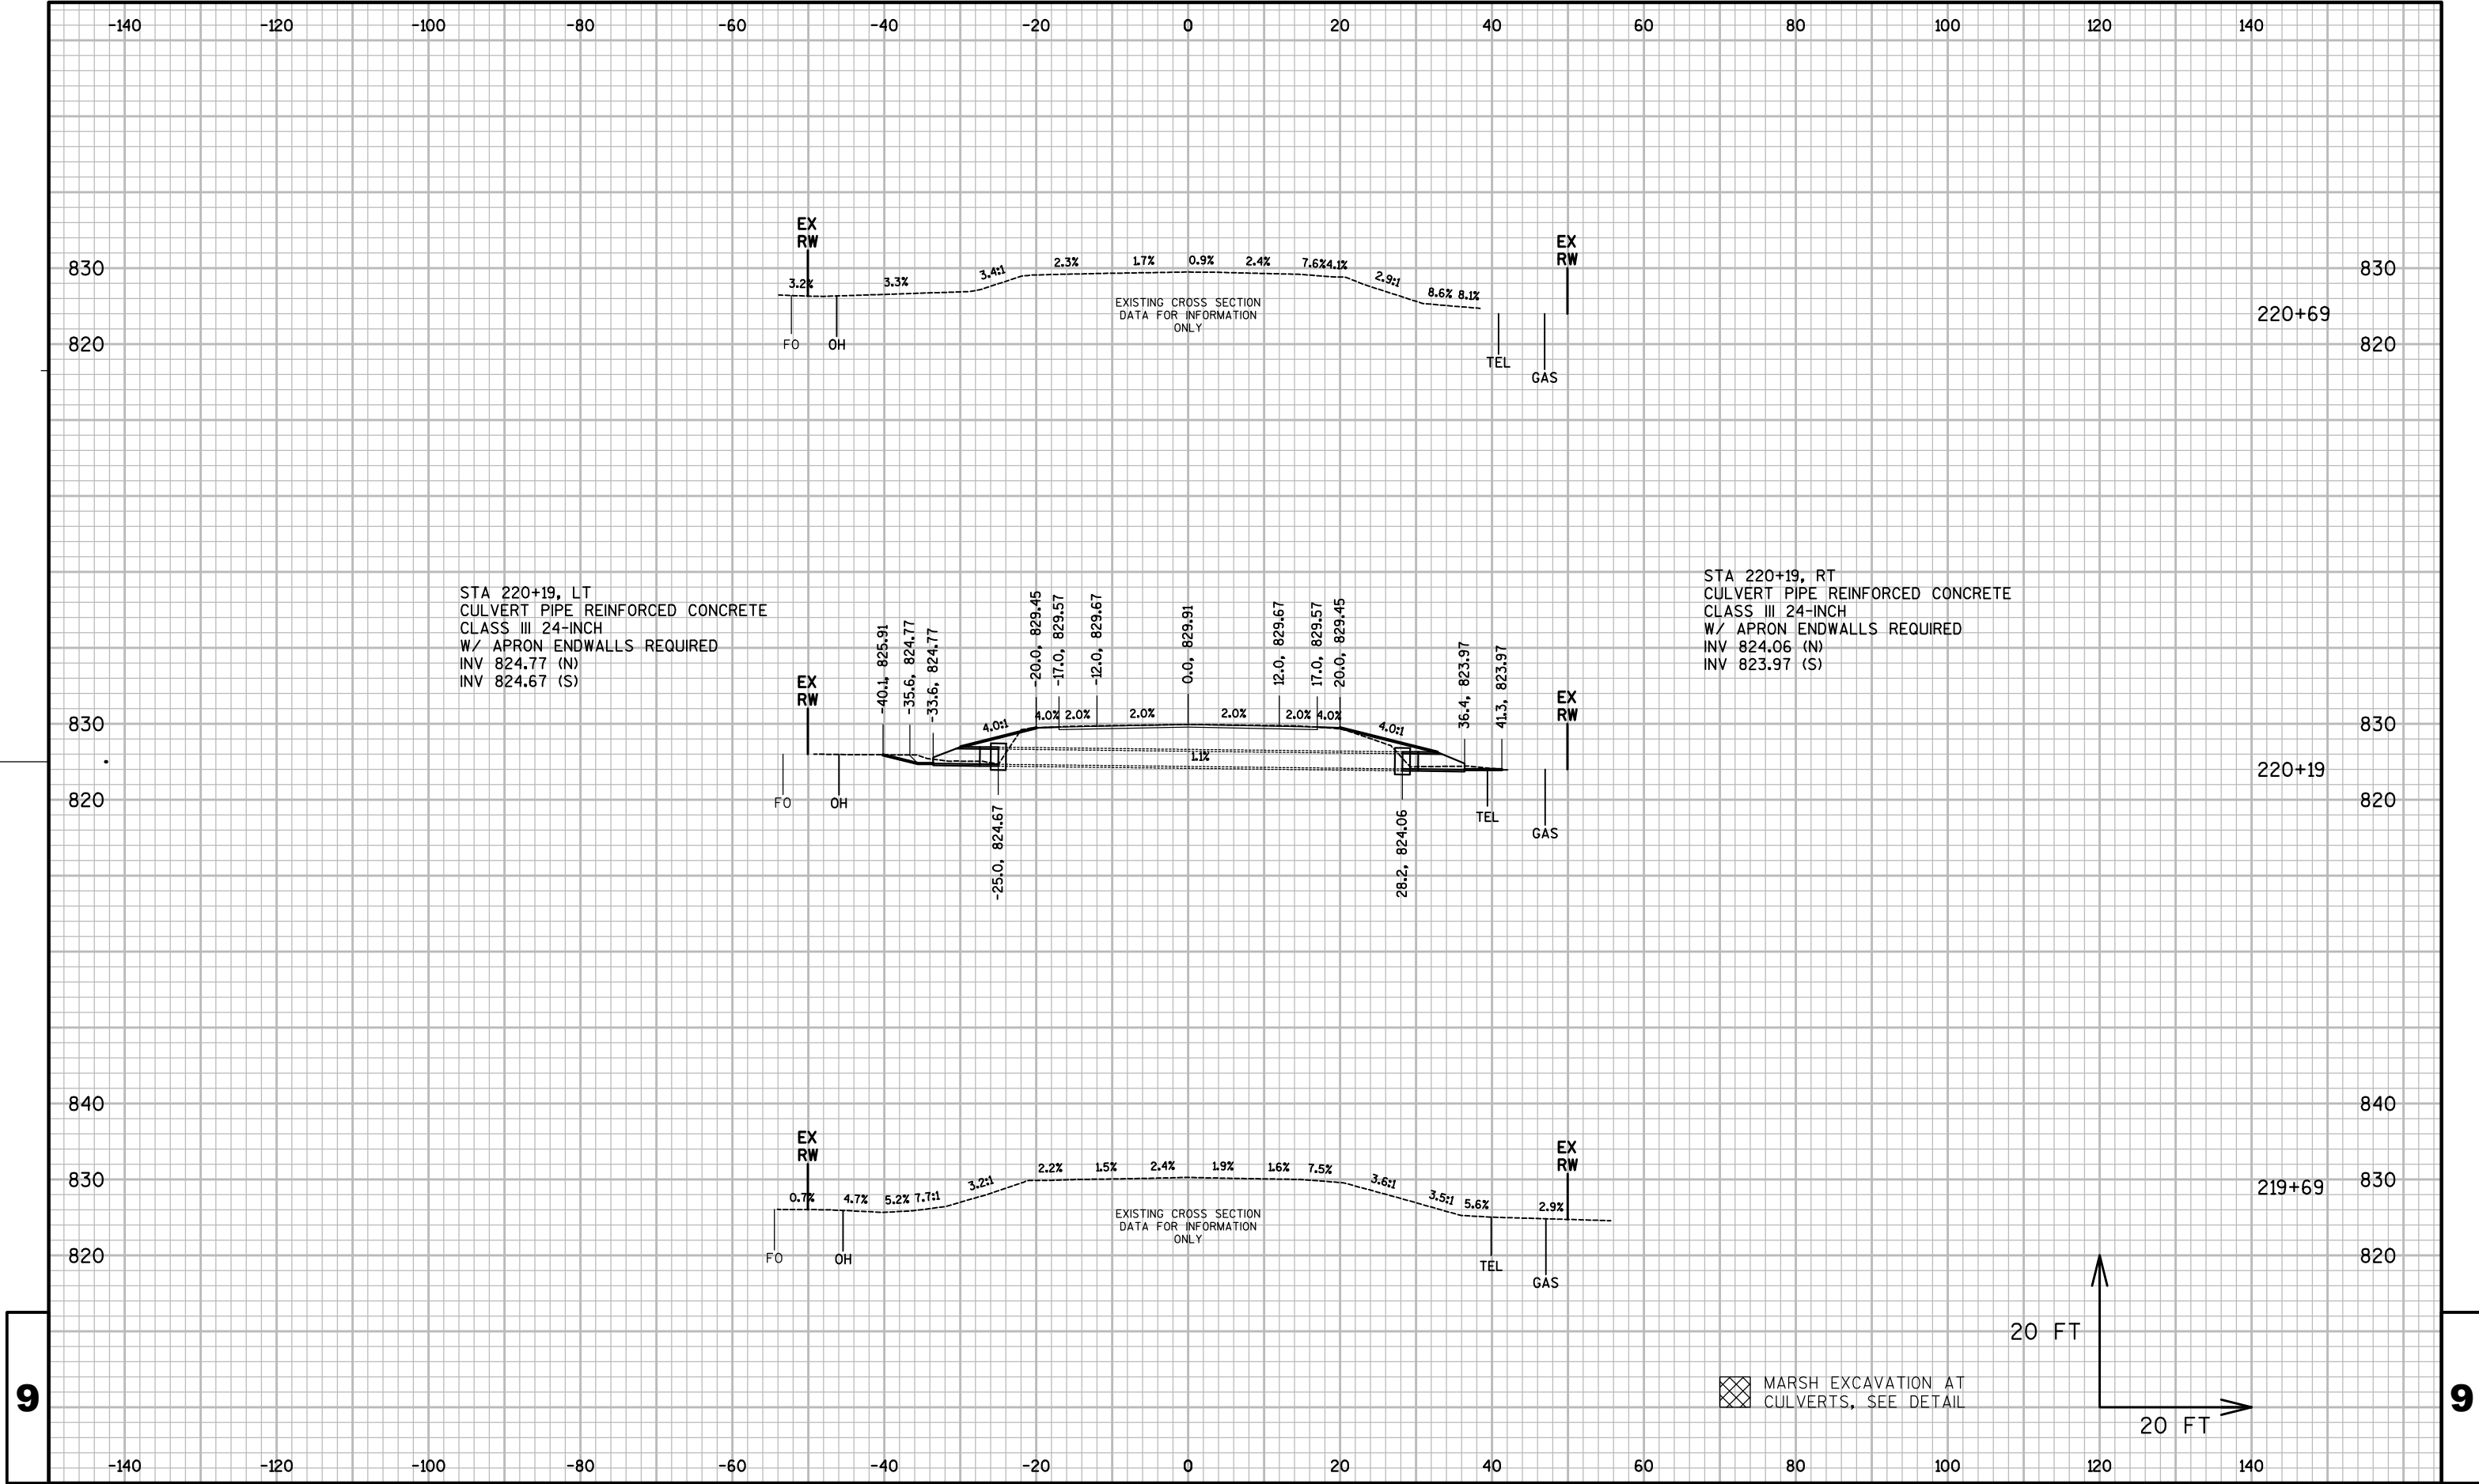 -140 -120 -100 -80 -60 -40 -20 0 20 40 60 80 100 120 140
EX
RW
EX
RW
830 3.2% 3.3% 3.4:1 2.3% 1.7% 0.9% 2.4% 7.6% 4.1% 2.9:1 8.6% 8.1% 830
EXISTING CROSS SECTION
DATA FOR INFORMATION
ONLY
220+69
820 FO OH TEL GAS 820
STA 220+19, LT
CULVERT PIPE REINFORCED CONCRETE
CLASS III 24-INCH
W/ APRON ENDWALLS REQUIRED
INV 824.77 (N)
INV 824.67 (S)
STA 220+19, RT
CULVERT PIPE REINFORCED CONCRETE
CLASS III 24-INCH
W/ APRON ENDWALLS REQUIRED
INV 824.06 (N)
INV 823.97 (S)
EX
RW
-40.1, 825.91
-35.6, 824.77
-33.6, 824.77
-20.0, 829.45
-17.0, 829.57
-12.0, 829.67
0.0, 829.91
12.0, 829.67
17.0, 829.57
20.0, 829.45
36.4, 823.97
41.3, 823.97
EX
RW
830 4.0:1 4.0% 2.0% 2.0% 2.0% 2.0% 4.0% 4.0:1 830
1.1%
220+19
820 FO OH TEL GAS 820
-25.0, 824.67
28.2, 824.06
840 840
EX
RW
EX
RW
830 0.7% 4.7% 5.2% 7.7:1 3.2:1 2.2% 1.5% 2.4% 1.9% 1.6% 7.5% 3.6:1 3.5:1 5.6% 2.9% 830
219+69
EXISTING CROSS SECTION
DATA FOR INFORMATION
ONLY
820 FO OH TEL GAS 820
20 FT
20 FT
MARSH EXCAVATION AT
CULVERTS, SEE DETAIL
9 9
-140 -120 -100 -80 -60 -40 -20 0 20 40 60 80 100 120 140